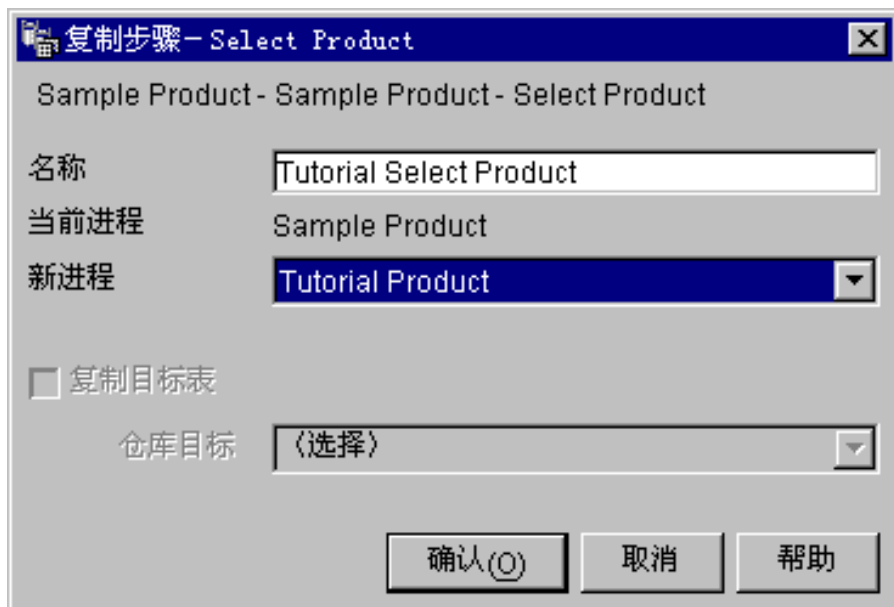 复制步骤－Select Product
Sample Product - Sample Product - Select Product
名称 Tutorial Select Product
当前进程 Sample Product
新进程 Tutorial Product
复制目标表
仓库目标 〈选择〉
确认(O) 取消 帮助